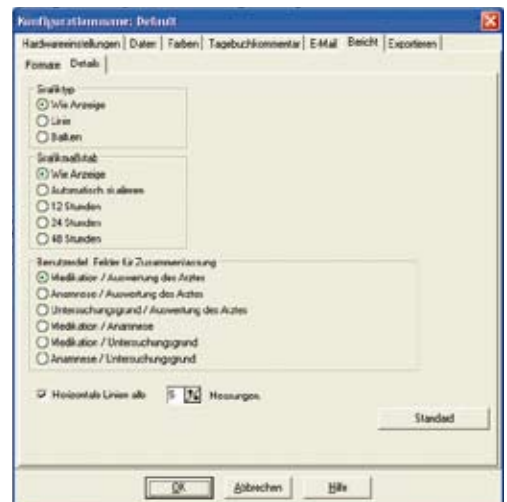 Konfigurationsname: Default
Hardwareeinstellungen Daten Farben Tagebuchkommentar E-Mail Bericht Exportieren
Formate Details
Grafiktyp
Wie Anzeige
Linie
Balken
Grafikmaßstab
Wie Anzeige
Automatisch skalieren
12 Stunden
24 Stunden
48 Stunden
Benutzerdef. Felder für Zusammenfassung
Medikation / Auswertung des Arztes
Anamnese / Auswertung des Arztes
Untersuchungsgrund / Auswertung des Arztes
Medikation / Anamnese
Medikation / Untersuchungsgrund
Anamnese / Untersuchungsgrund
Horizontale Linien alle 5 Messungen.
Standard
OK Abbrechen Hilfe